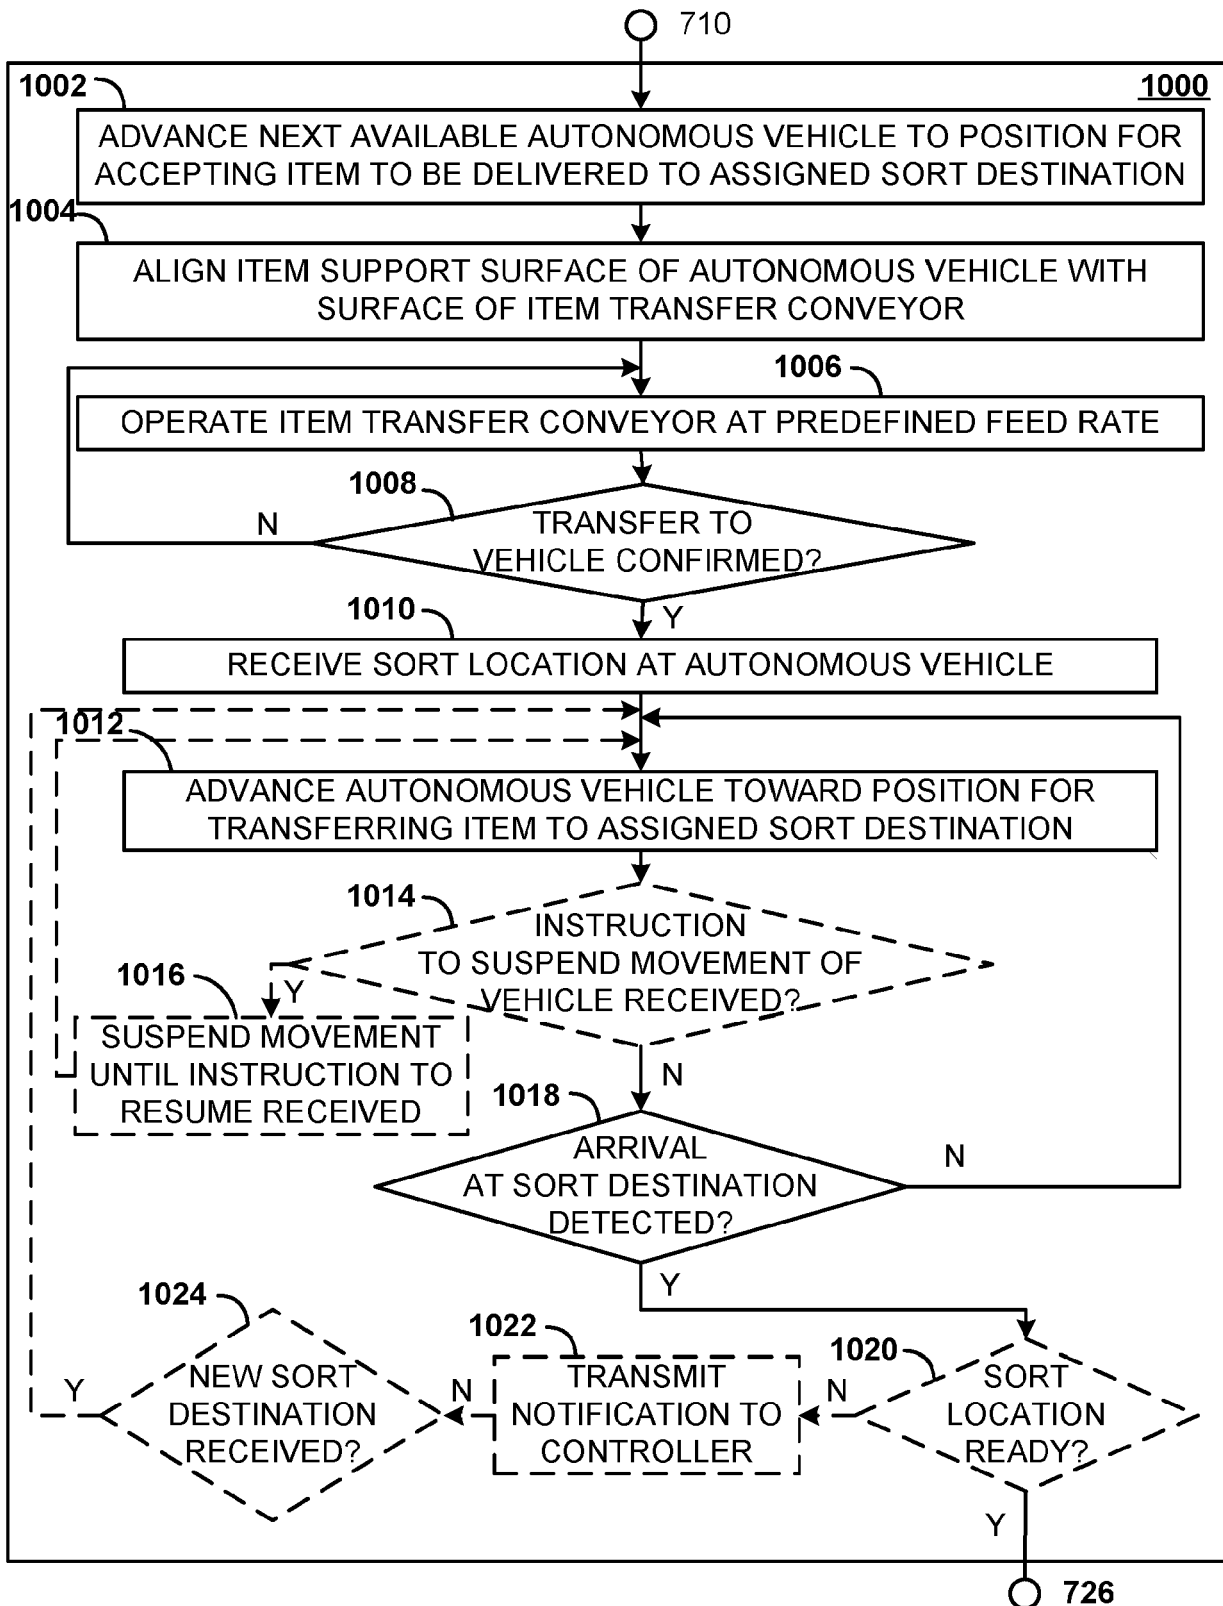 710
1002
1000
ADVANCE NEXT AVAILABLE AUTONOMOUS VEHICLE TO POSITION FOR
ACCEPTING ITEM TO BE DELIVERED TO ASSIGNED SORT DESTINATION
1004
ALIGN ITEM SUPPORT SURFACE OF AUTONOMOUS VEHICLE WITH
SURFACE OF ITEM TRANSFER CONVEYOR
1006
OPERATE ITEM TRANSFER CONVEYOR AT PREDEFINED FEED RATE
1008
N
TRANSFER TO
VEHICLE CONFIRMED?
1010
Y
RECEIVE SORT LOCATION AT AUTONOMOUS VEHICLE
1012
ADVANCE AUTONOMOUS VEHICLE TOWARD POSITION FOR
TRANSFERRING ITEM TO ASSIGNED SORT DESTINATION
1014
INSTRUCTION
TO SUSPEND MOVEMENT OF
VEHICLE RECEIVED?
1016
Y
SUSPEND MOVEMENT
UNTIL INSTRUCTION TO
RESUME RECEIVED
N
1018
ARRIVAL
AT SORT DESTINATION
DETECTED?
N
Y
1020
SORT
LOCATION
READY?
N
1022
TRANSMIT
NOTIFICATION TO
CONTROLLER
N
1024
NEW SORT
DESTINATION
RECEIVED?
Y
Y
726